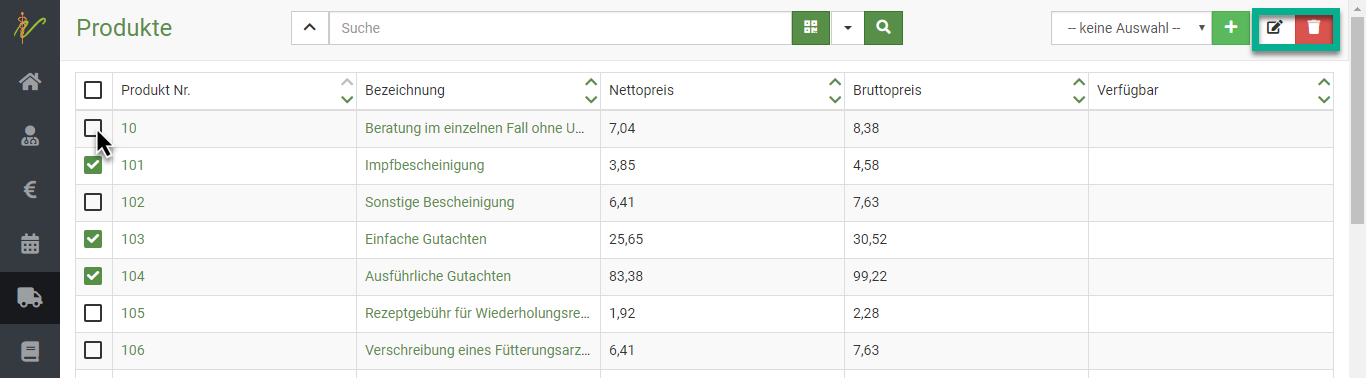 Produkte
Suche
-- keine Auswahl --
Produkt Nr. Bezeichnung Nettopreis Bruttopreis Verfügbar
10 Beratung im einzelnen Fall ohne U... 7,04 8,38
101 Impfbescheinigung 3,85 4,58
102 Sonstige Bescheinigung 6,41 7,63
103 Einfache Gutachten 25,65 30,52
104 Ausführliche Gutachten 83,38 99,22
105 Rezeptgebühr für Wiederholungsre... 1,92 2,28
106 Verschreibung eines Fütterungsarz... 6,41 7,63